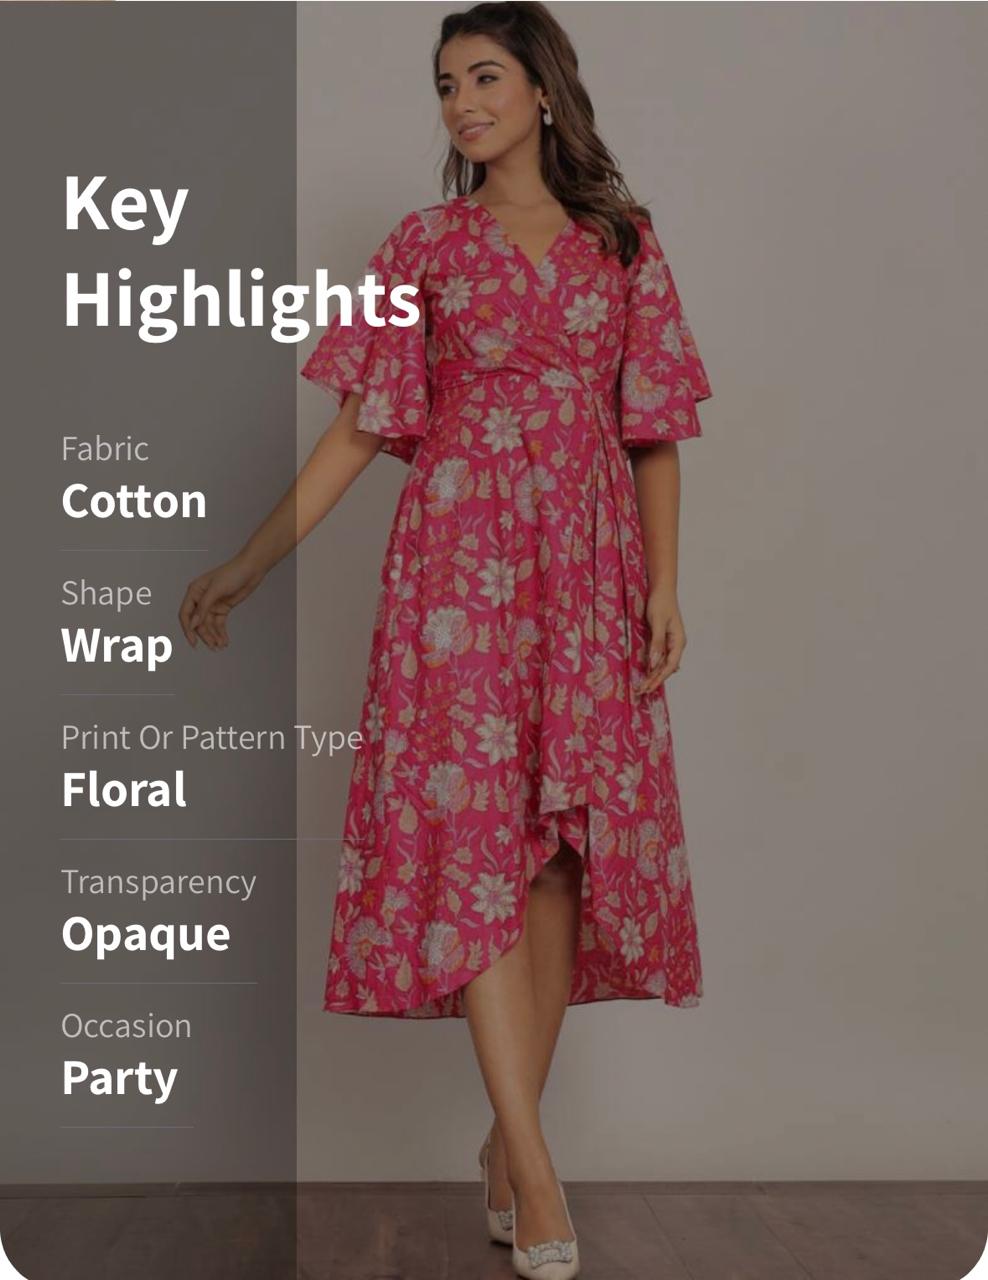 Key
Highlights
Fabric
Cotton
Shape
Wrap
Print Or Pattern Type
Floral
Transparency
Opaque
Occasion
Party